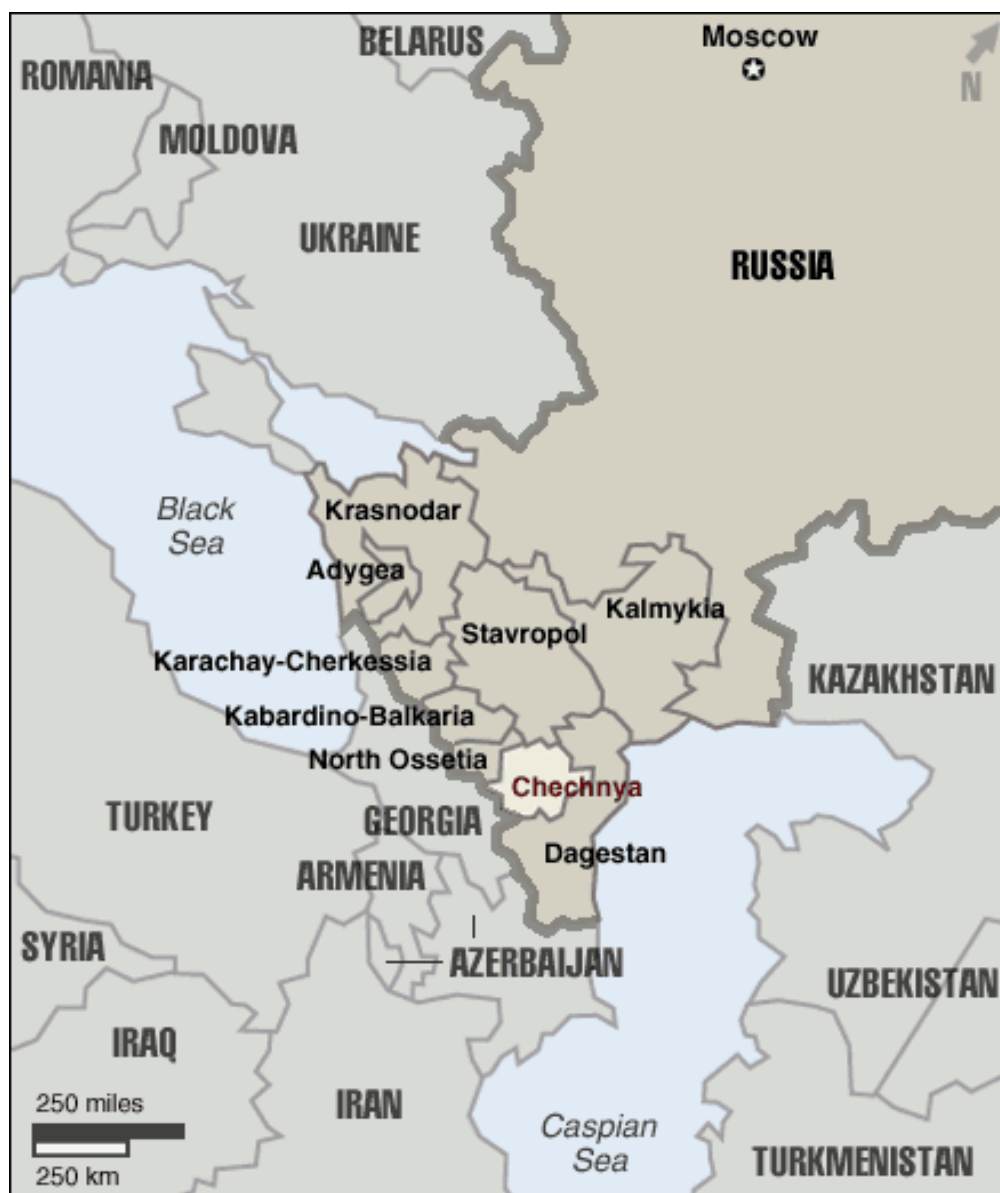 BELARUS
Moscow
ROMANIA
N
MOLDOVA
UKRAINE
RUSSIA
Black
Sea
Krasnodar
Adygea
Kalmykia
Stavropol
Karachay-Cherkessia
KAZAKHSTAN
Kabardino-Balkaria
North Ossetia
Chechnya
TURKEY
GEORGIA
Dagestan
ARMENIA
SYRIA
AZERBAIJAN
UZBEKISTAN
IRAQ
IRAN
250 miles
250 km
Caspian
Sea
TURKMENISTAN